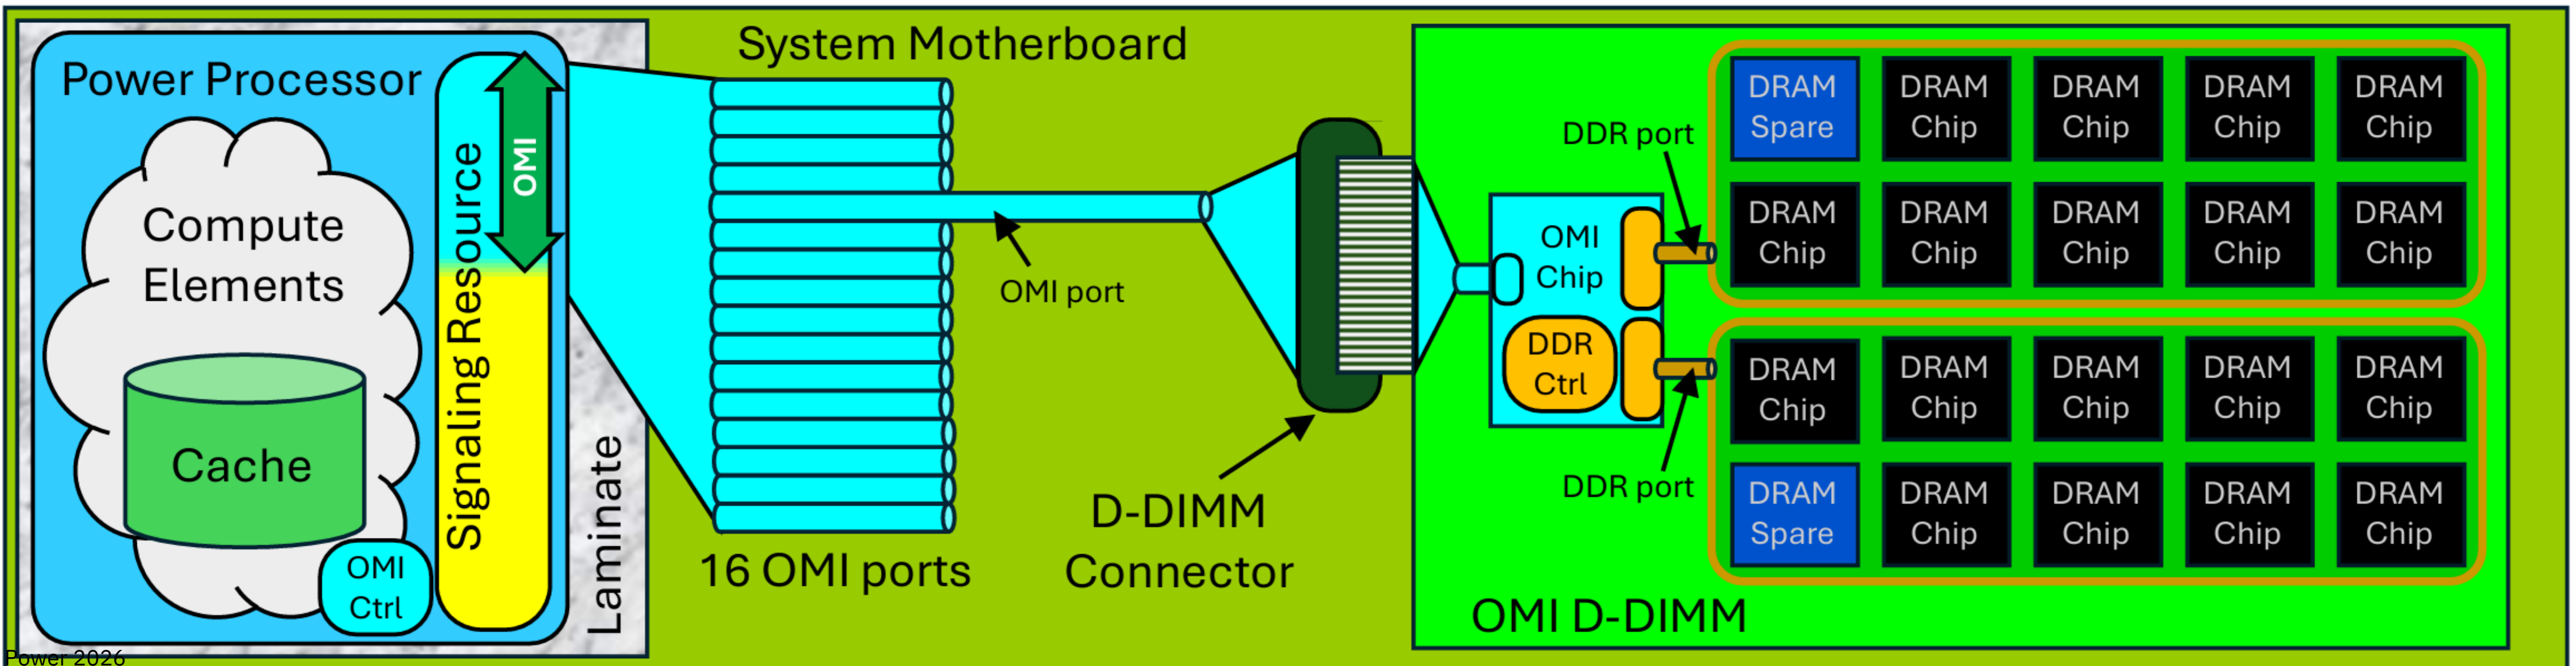 System Motherboard
Power Processor
OMI
Signaling Resource
Compute
Elements
Cache
OMI
Ctrl
Laminate
16 OMI ports
OMI port
D-DIMM
Connector
OMI
Chip
DDR
Ctrl
DDR port
DDR port
DRAM
Spare
DRAM
Chip
DRAM
Chip
DRAM
Chip
DRAM
Chip
DRAM
Chip
DRAM
Chip
DRAM
Chip
DRAM
Chip
DRAM
Chip
DRAM
Chip
DRAM
Chip
DRAM
Chip
DRAM
Chip
DRAM
Chip
DRAM
Spare
DRAM
Chip
DRAM
Chip
DRAM
Chip
DRAM
Chip
OMI D-DIMM
Power 2026